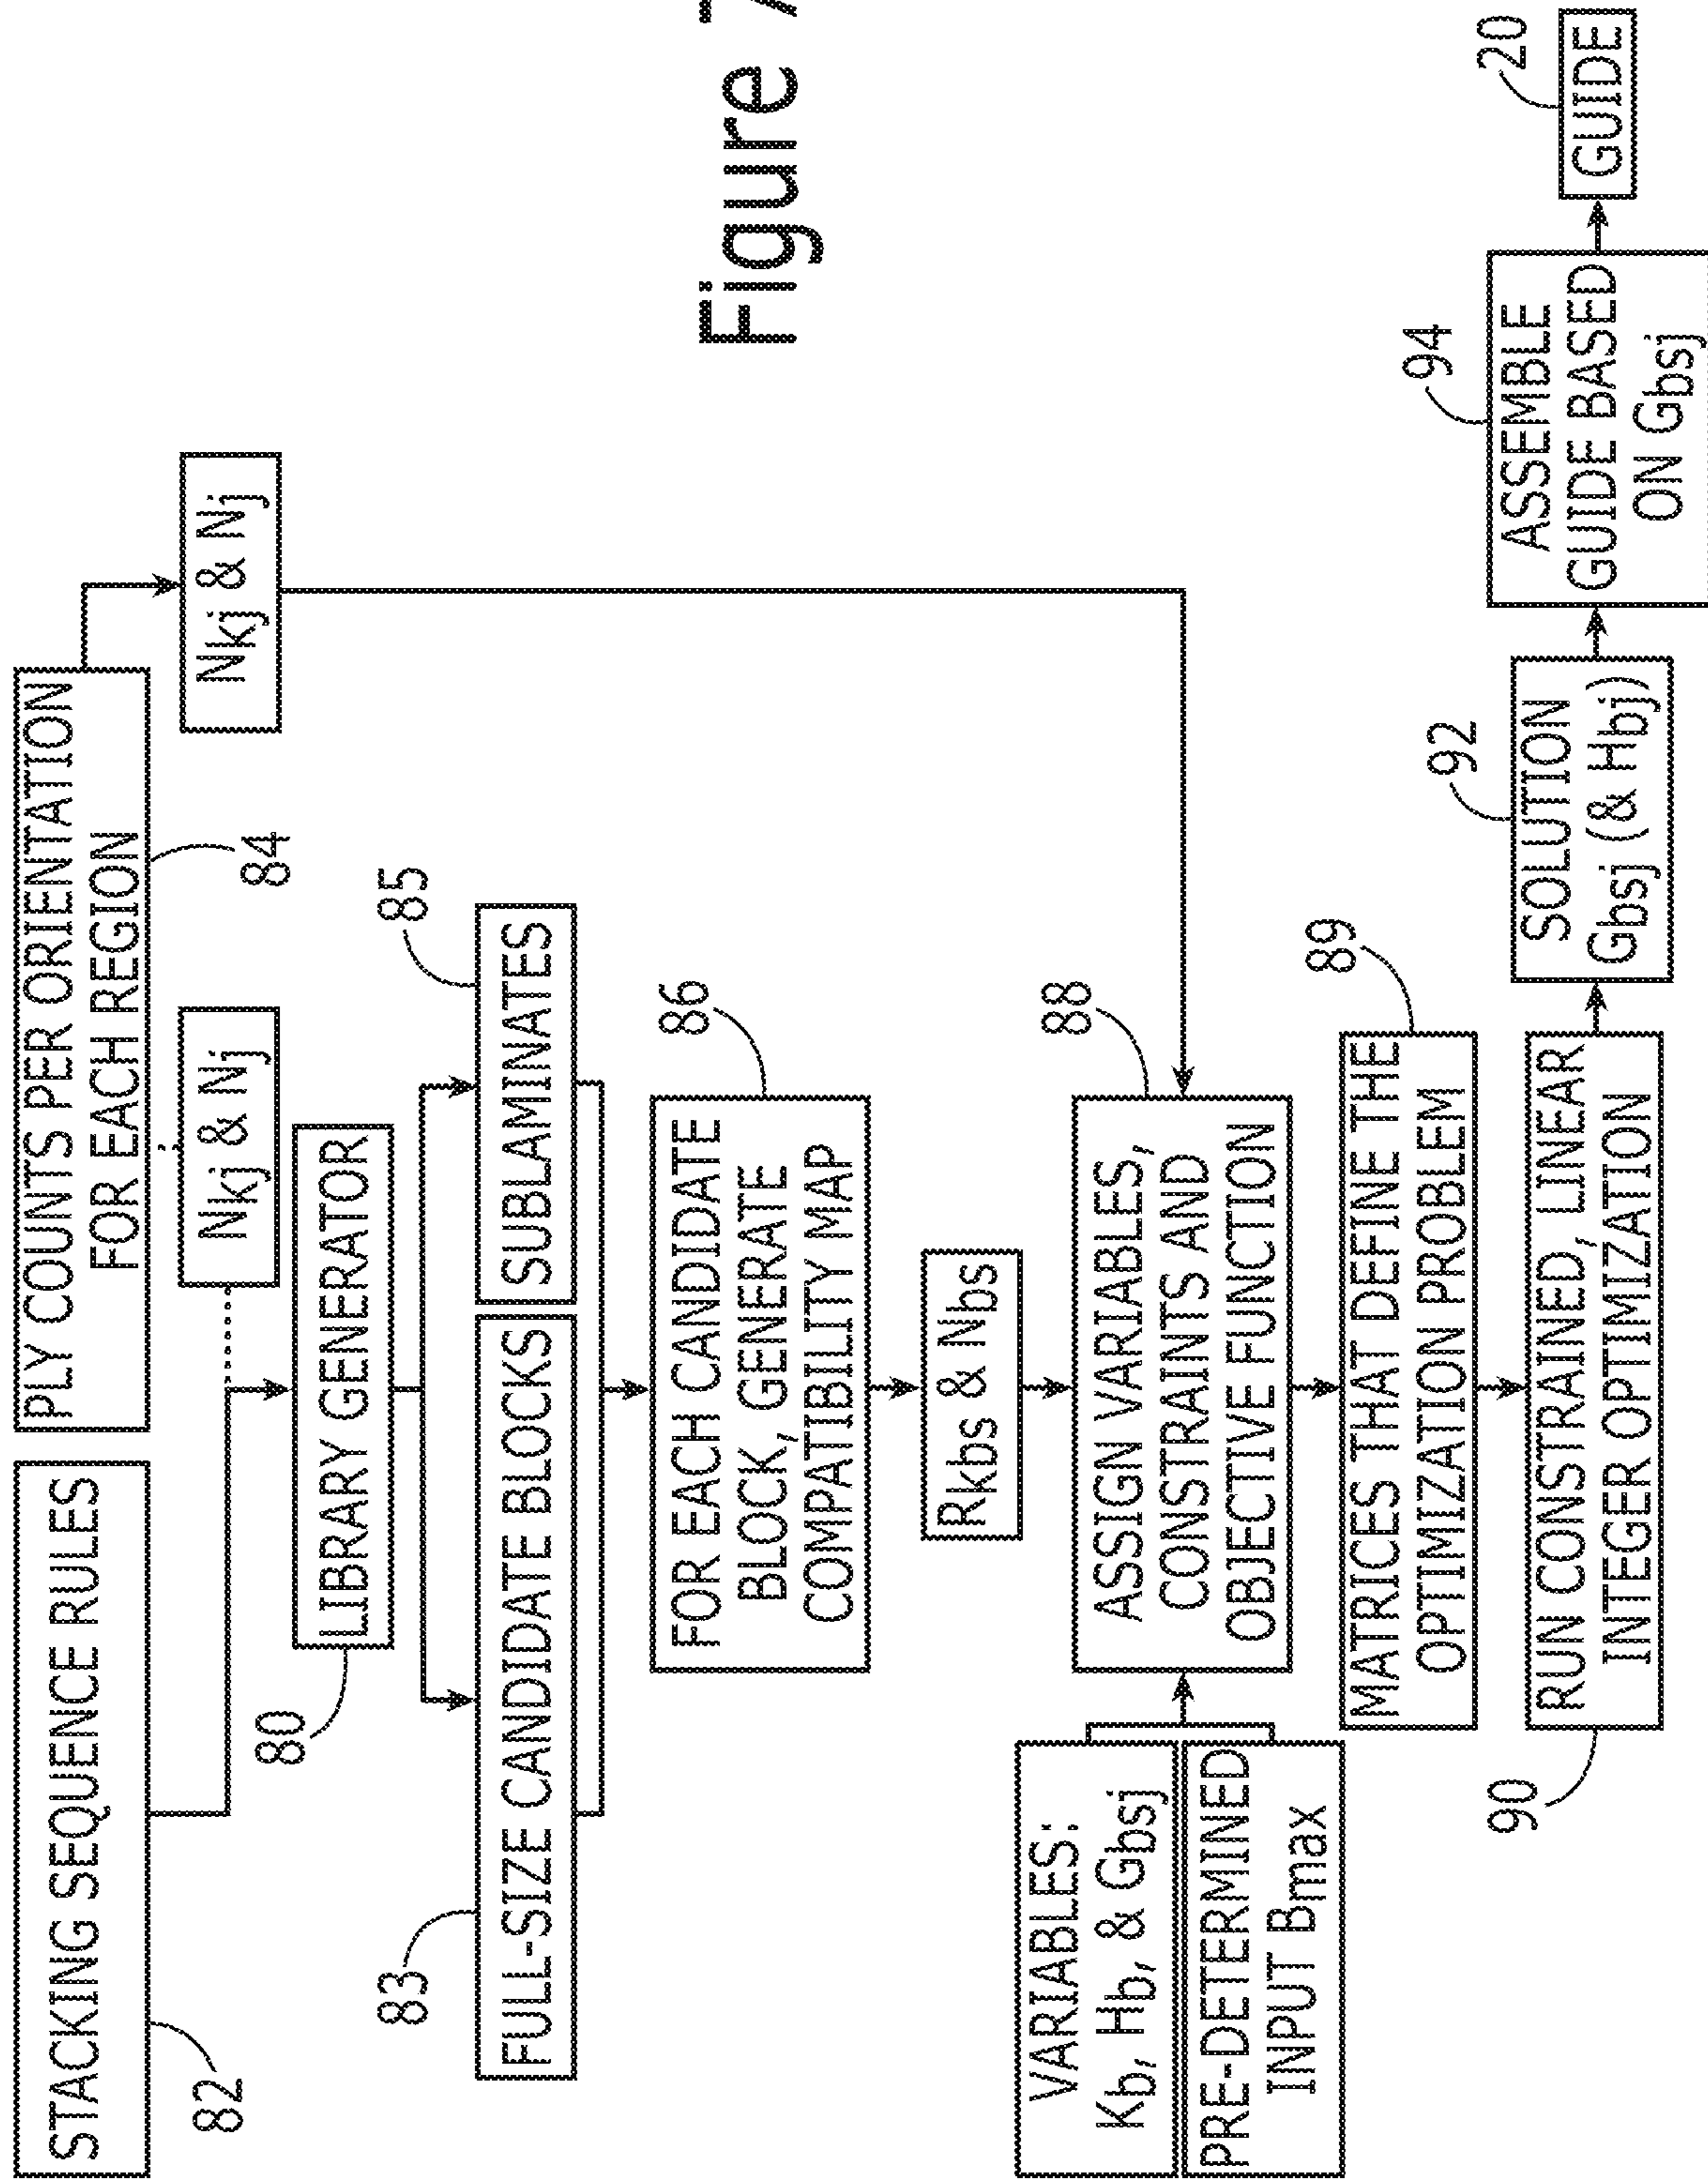 STACKING SEQUENCE RULES
82
PLY COUNTS PER ORIENTATION
FOR EACH REGION
84
Nkj & Nj
Nkj & Nj
LIBRARY GENERATOR
80
FULL-SIZE CANDIDATE BLOCKS
83
SUBLAMINATES
85
FOR EACH CANDIDATE
BLOCK, GENERATE
COMPATIBILITY MAP
86
Rkbs & Nbs
VARIABLES:
Kb, Hb, & Gbsj
PRE-DETERMINED
INPUT Bmax
ASSIGN VARIABLES,
CONSTRAINTS AND
OBJECTIVE FUNCTION
88
MATRICES THAT DEFINE THE
OPTIMIZATION PROBLEM
89
RUN CONSTRAINED, LINEAR
INTEGER OPTIMIZATION
90
SOLUTION
Gbsj (& Hbj)
92
ASSEMBLE
GUIDE BASED
ON Gbsj
94
GUIDE
20
Figure 7